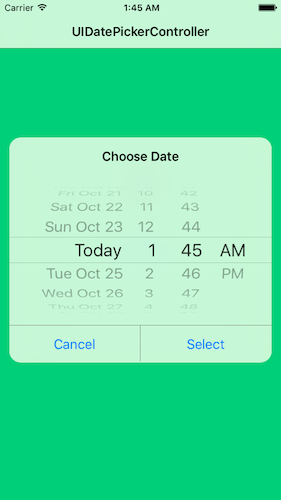 Carrier 1:45 AM
UIDatePickerController
Choose Date
Fri Oct 21 10 42
Sat Oct 22 11 43
Sun Oct 23 12 44
Today 1 45 AM
Tue Oct 25 2 46 PM
Wed Oct 26 3 47
Thu Oct 27 4 48
Cancel Select